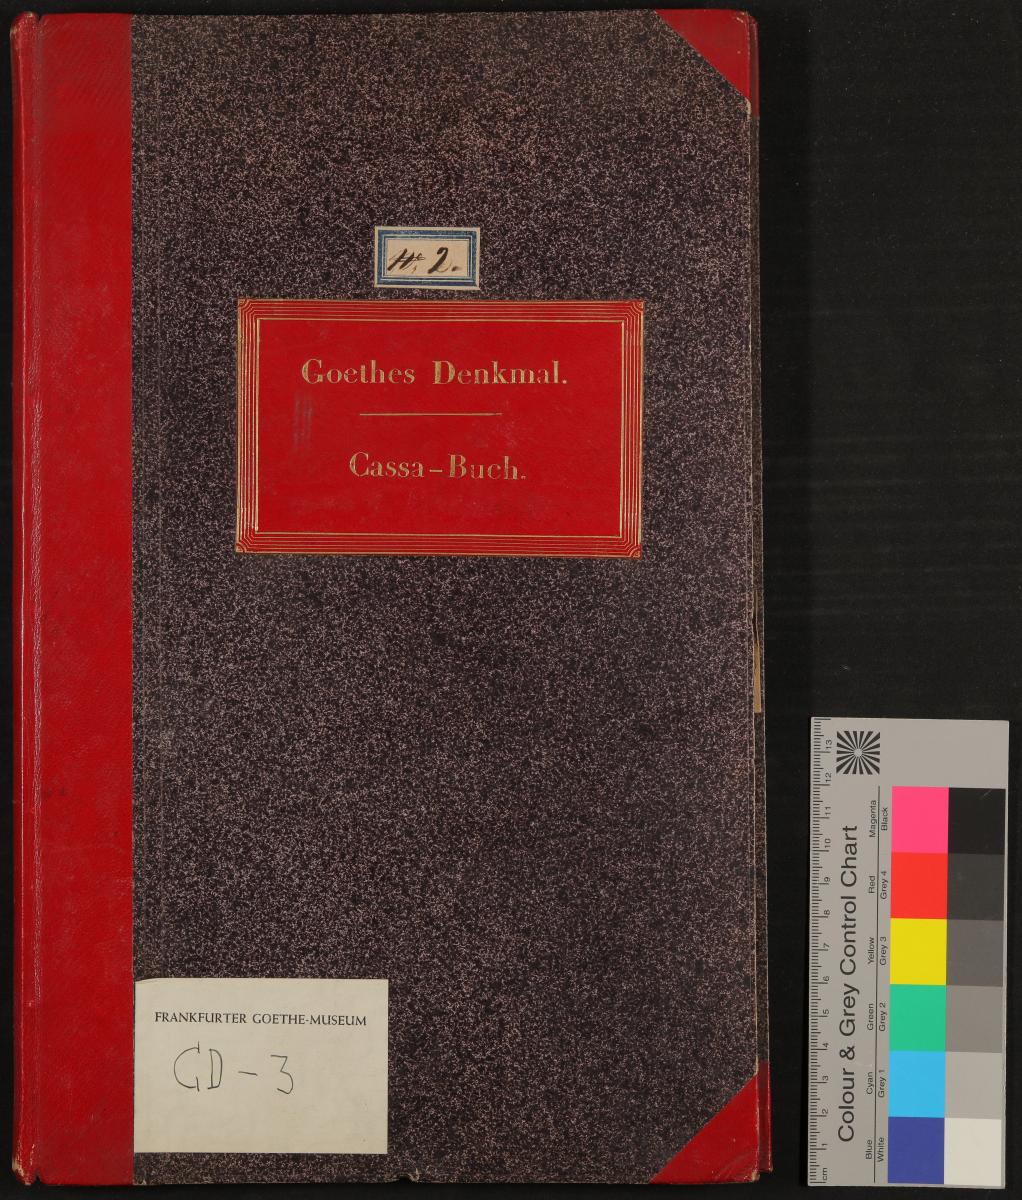 No. 2.
Goethes Denkmal.
Cassa-Buch.
FRANKFURTER GOETHE-MUSEUM
GD - 3
Colour & Grey Control Chart
Blue Cyan Green Yellow Red Magenta
White Grey 1 Grey 2 Grey 3 Grey 4 Black
cm 1 2 3 4 5 6 7 8 9 10 11 12 13